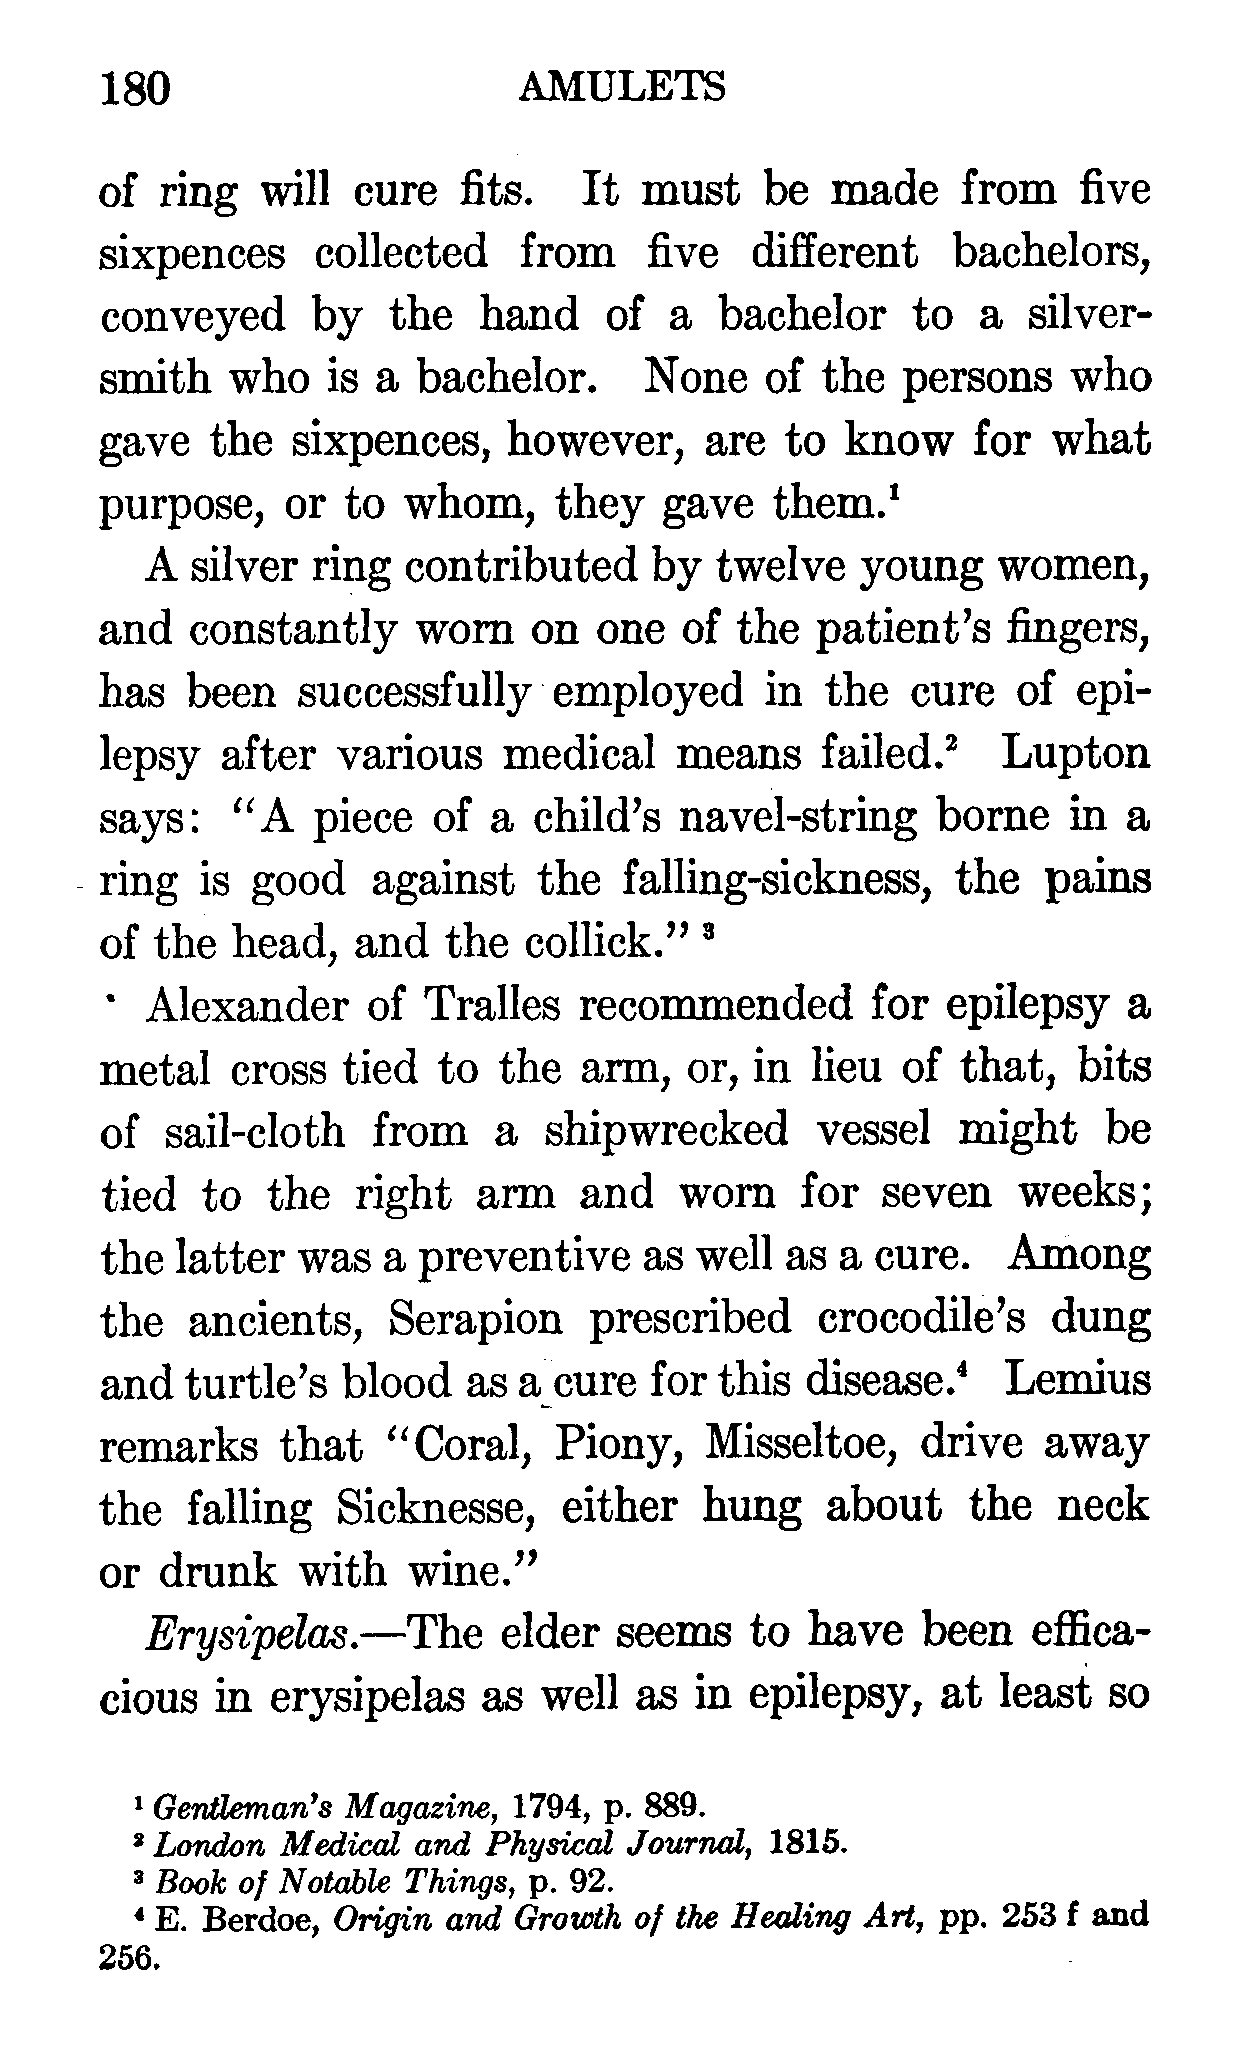 180 AMULETS
of ring will cure fits. It must be made from five
sixpences collected from five different bachelors,
conveyed by the hand of a bachelor to a silver-
smith who is a bachelor. None of the persons who
gave the sixpences, however, are to know for what
purpose, or to whom, they gave them.¹
A silver ring contributed by twelve young women,
and constantly worn on one of the patient's fingers,
has been successfully employed in the cure of epi-
lepsy after various medical means failed.² Lupton
says: "A piece of a child's navel-string borne in a
ring is good against the falling-sickness, the pains
of the head, and the collick." ³
Alexander of Tralles recommended for epilepsy a
metal cross tied to the arm, or, in lieu of that, bits
of sail-cloth from a shipwrecked vessel might be
tied to the right arm and worn for seven weeks;
the latter was a preventive as well as a cure. Among
the ancients, Serapion prescribed crocodile's dung
and turtle's blood as a cure for this disease.⁴ Lemius
remarks that "Coral, Piony, Misseltoe, drive away
the falling Sicknesse, either hung about the neck
or drunk with wine."
Erysipelas.—The elder seems to have been effica-
cious in erysipelas as well as in epilepsy, at least so
¹ Gentleman's Magazine, 1794, p. 889.
² London Medical and Physical Journal, 1815.
³ Book of Notable Things, p. 92.
⁴ E. Berdoe, Origin and Growth of the Healing Art, pp. 253 f and
256.